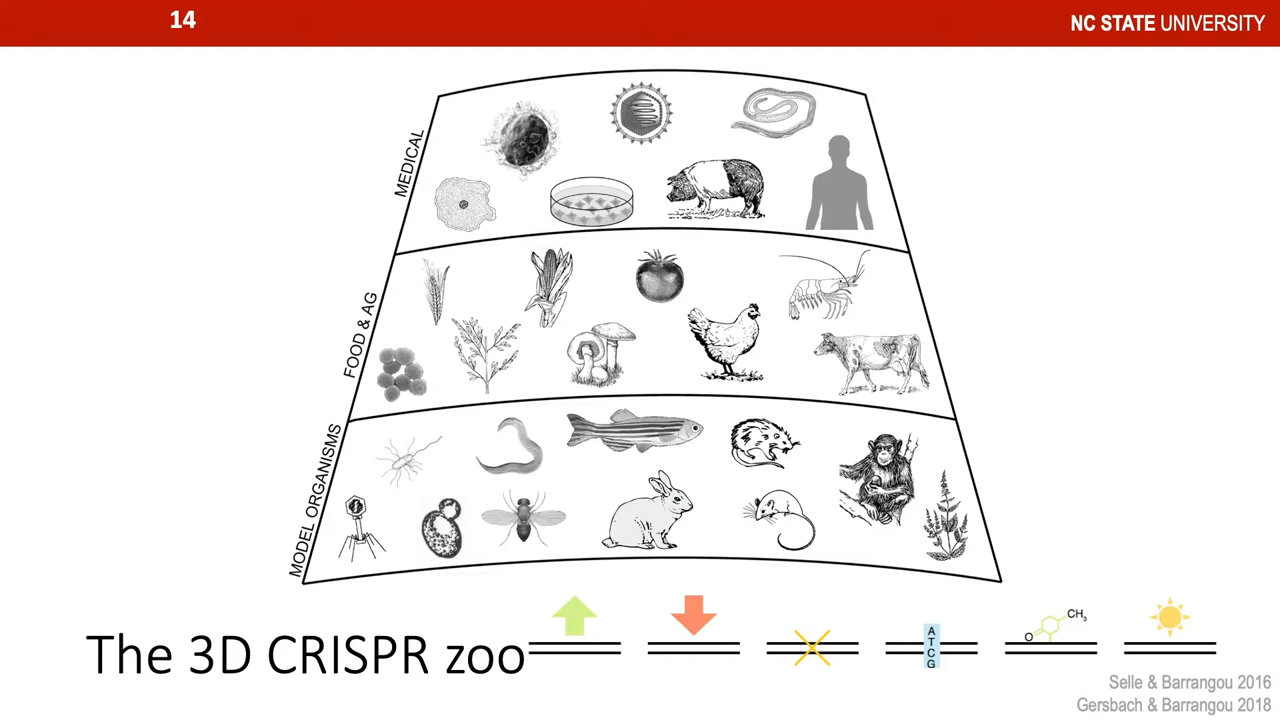 14
NC STATE UNIVERSITY
MEDICAL
FOOD & AG
MODEL ORGANISMS
The 3D CRISPR zoo
A
T
C
G
O
CH3
Selle & Barrangou 2016
Gersbach & Barrangou 2018